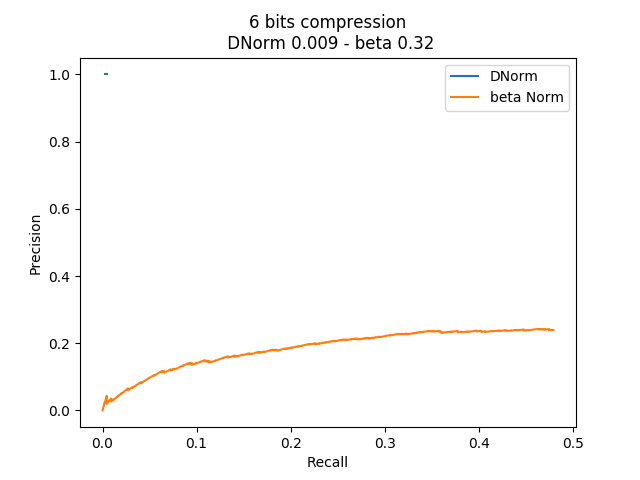 6 bits compression
DNorm 0.009 - beta 0.32
1.0
0.8
0.6
0.4
0.2
0.0
Precision
DNorm
beta Norm
0.0 0.1 0.2 0.3 0.4 0.5
Recall